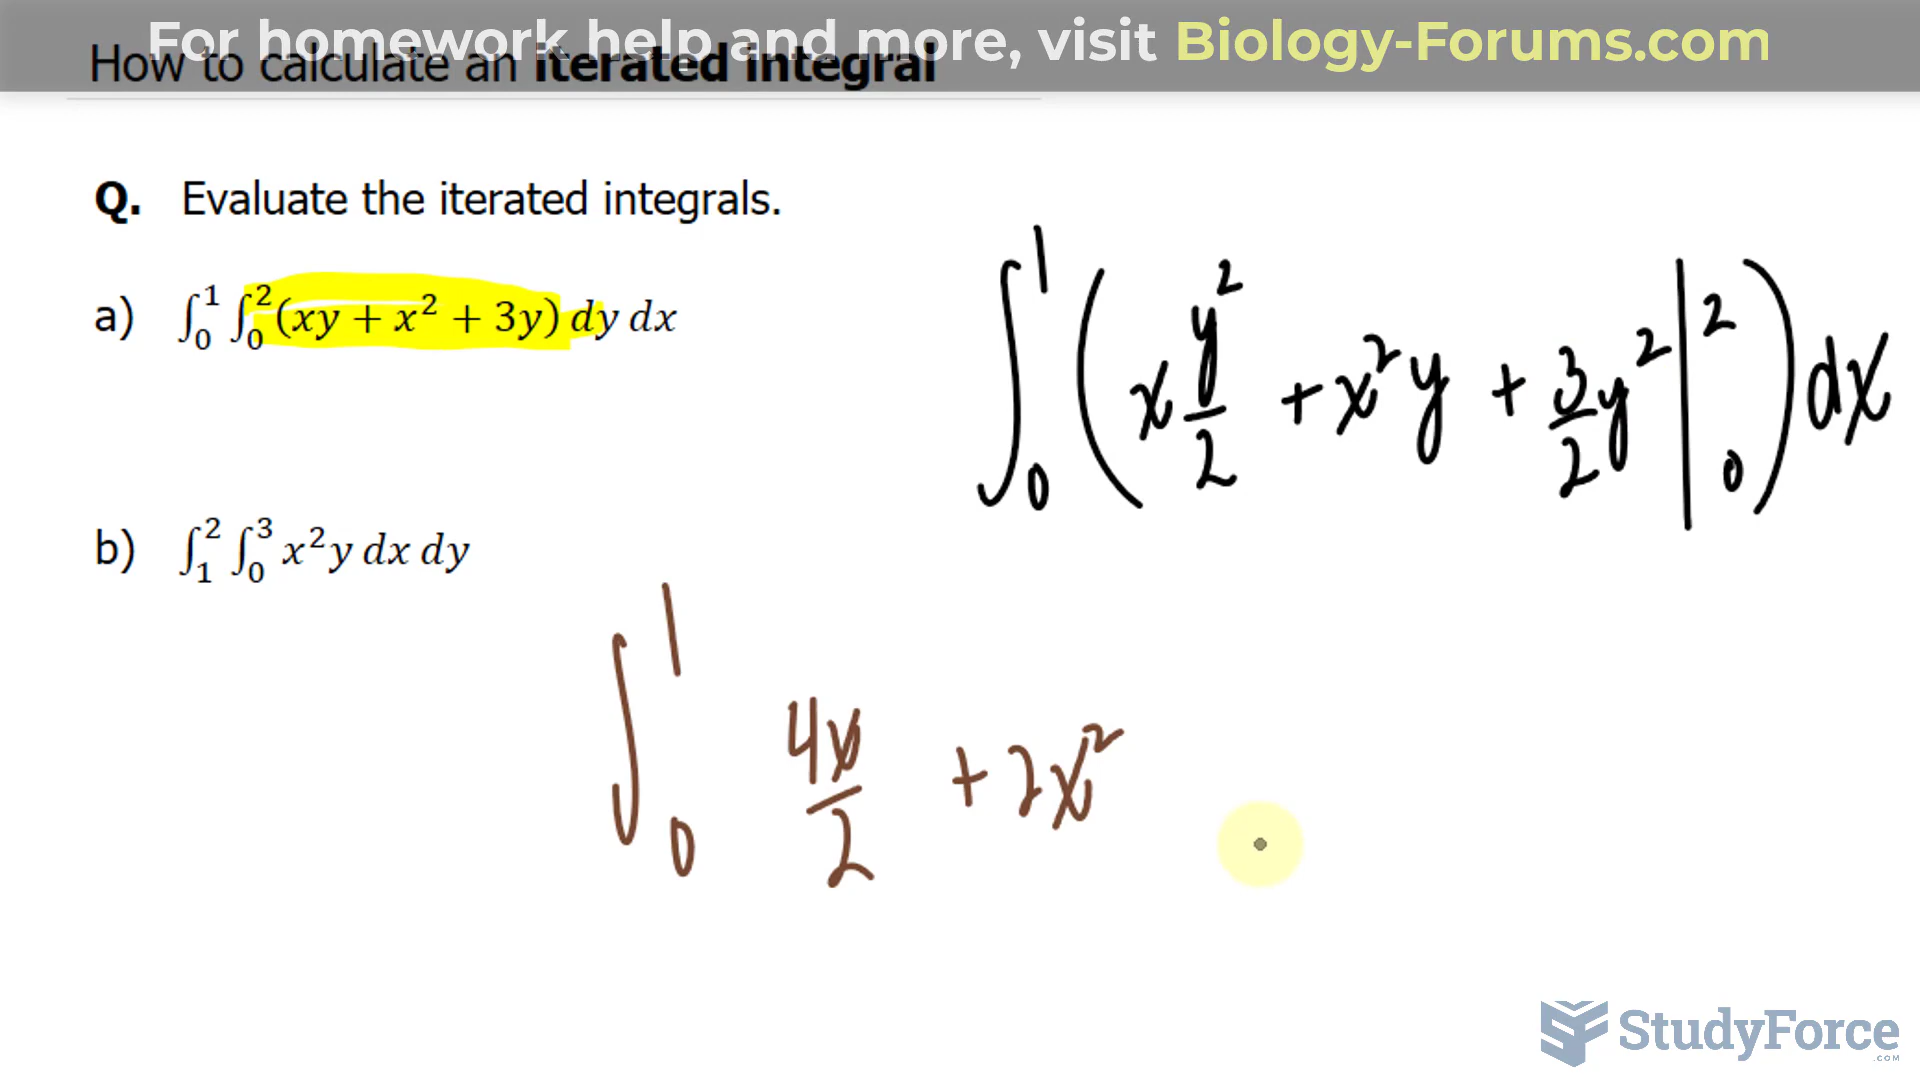 For homework help and more, visit Biology-Forums.com
How to calculate an iterated integral
Q. Evaluate the iterated integrals.
a) ∫₀¹ ∫₀² (xy + x² + 3y) dy dx
∫₀¹ ( x y²/2 + x²y + 3/2 y² |₀² ) dx
b) ∫₁² ∫₀³ x²y dx dy
∫₀¹ 4x/2 + 2x²
StudyForce
.COM